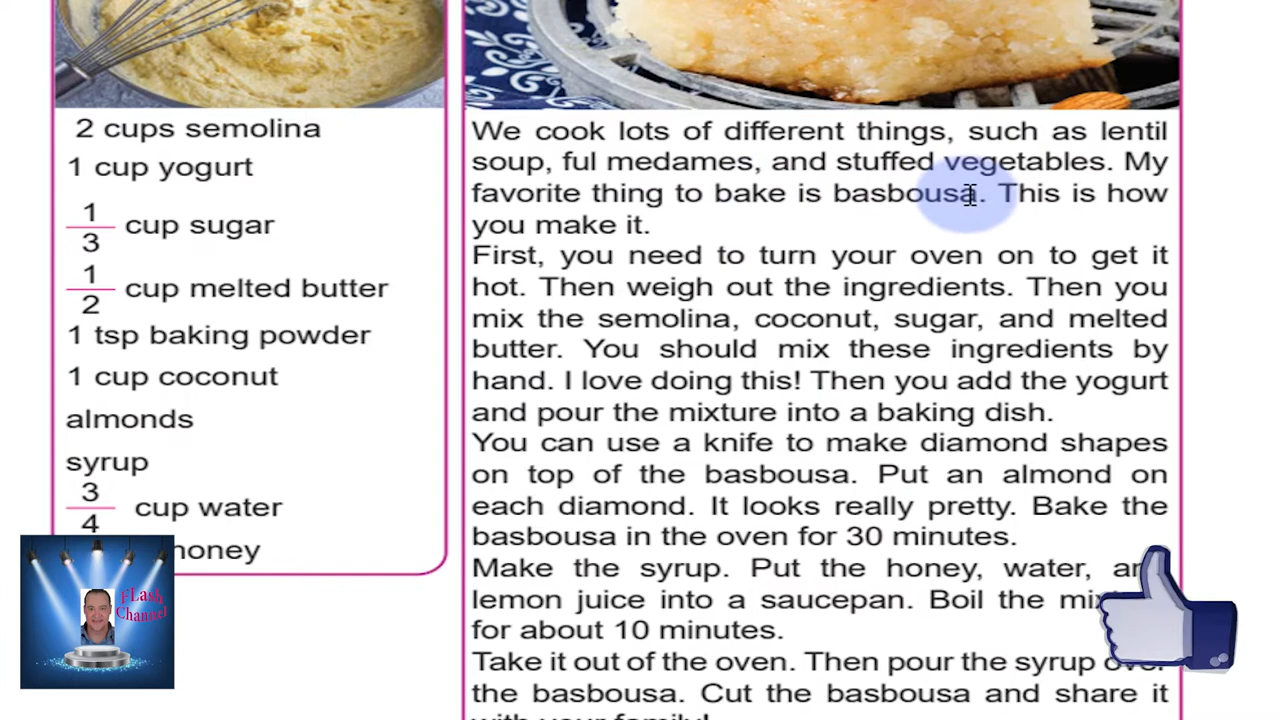 2 cups semolina
1 cup yogurt
1/3 cup sugar
1/2 cup melted butter
1 tsp baking powder
1 cup coconut
almonds
syrup
3/4 cup water
honey
We cook lots of different things, such as lentil
soup, ful medames, and stuffed vegetables. My
favorite thing to bake is basbousa. This is how
you make it.
First, you need to turn your oven on to get it
hot. Then weigh out the ingredients. Then you
mix the semolina, coconut, sugar, and melted
butter. You should mix these ingredients by
hand. I love doing this! Then you add the yogurt
and pour the mixture into a baking dish.
You can use a knife to make diamond shapes
on top of the basbousa. Put an almond on
each diamond. It looks really pretty. Bake the
basbousa in the oven for 30 minutes.
Make the syrup. Put the honey, water,
lemon juice into a saucepan. Boil the
for about 10 minutes.
Take it out of the oven. Then pour the syrup over
the basbousa. Cut the basbousa and share it
with your family!
FLash
Channel